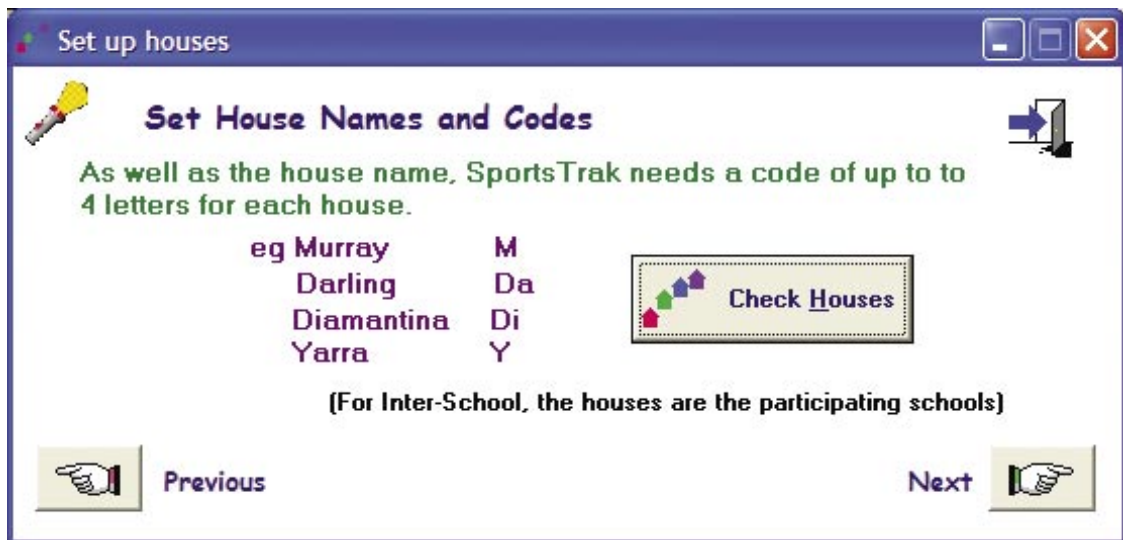 Set up houses
Set House Names and Codes
As well as the house name, SportsTrak needs a code of up to to
4 letters for each house.
eg Murray M
Darling Da
Diamantina Di
Yarra Y
Check Houses
(For Inter-School, the houses are the participating schools)
Previous
Next